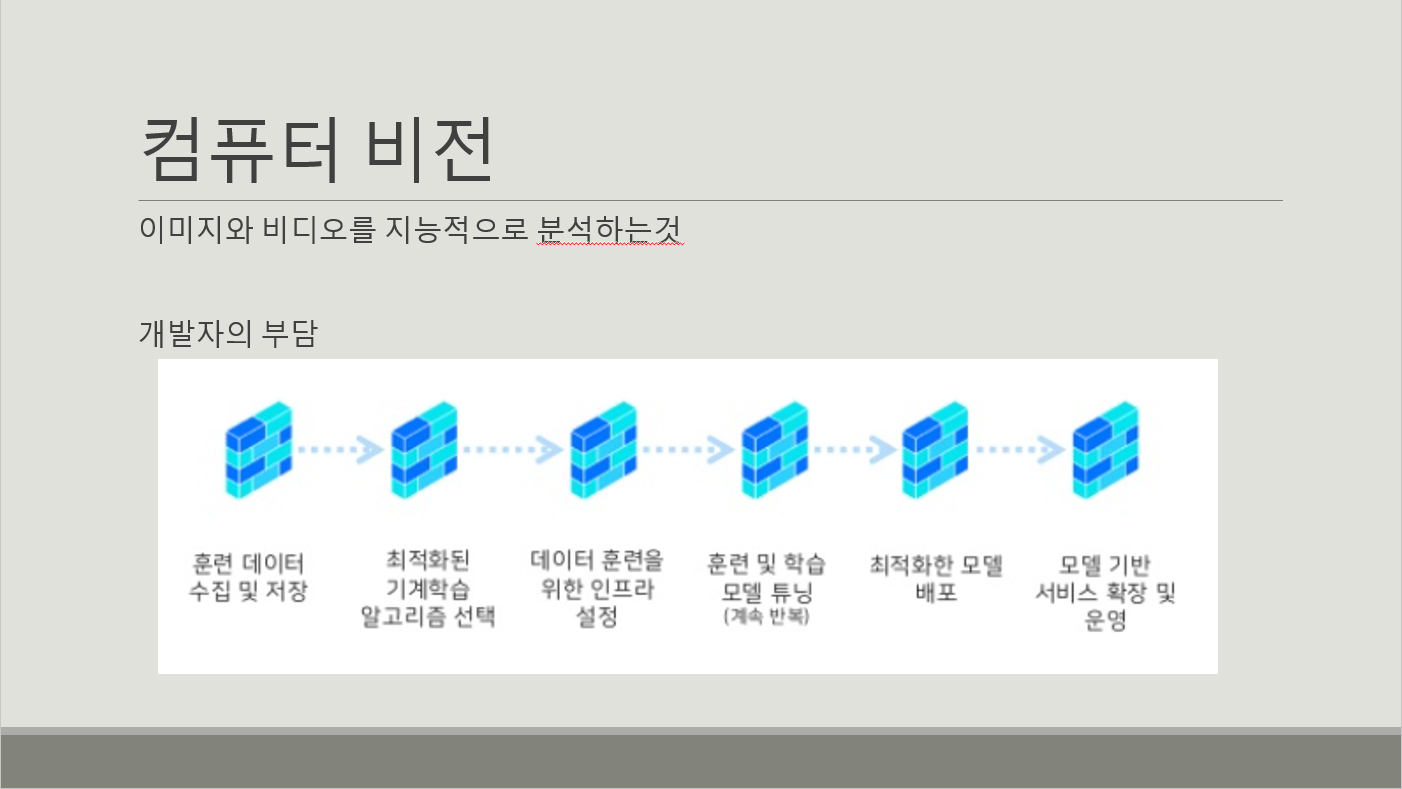 컴퓨터 비전
이미지와 비디오를 지능적으로 분석하는것
개발자의 부담
훈련 데이터
수집 및 저장
최적화된
기계학습
알고리즘 선택
데이터 훈련을
위한 인프라
설정
훈련 및 학습
모델 튜닝
(계속 반복)
최적화한 모델
배포
모델 기반
서비스 확장 및
운영